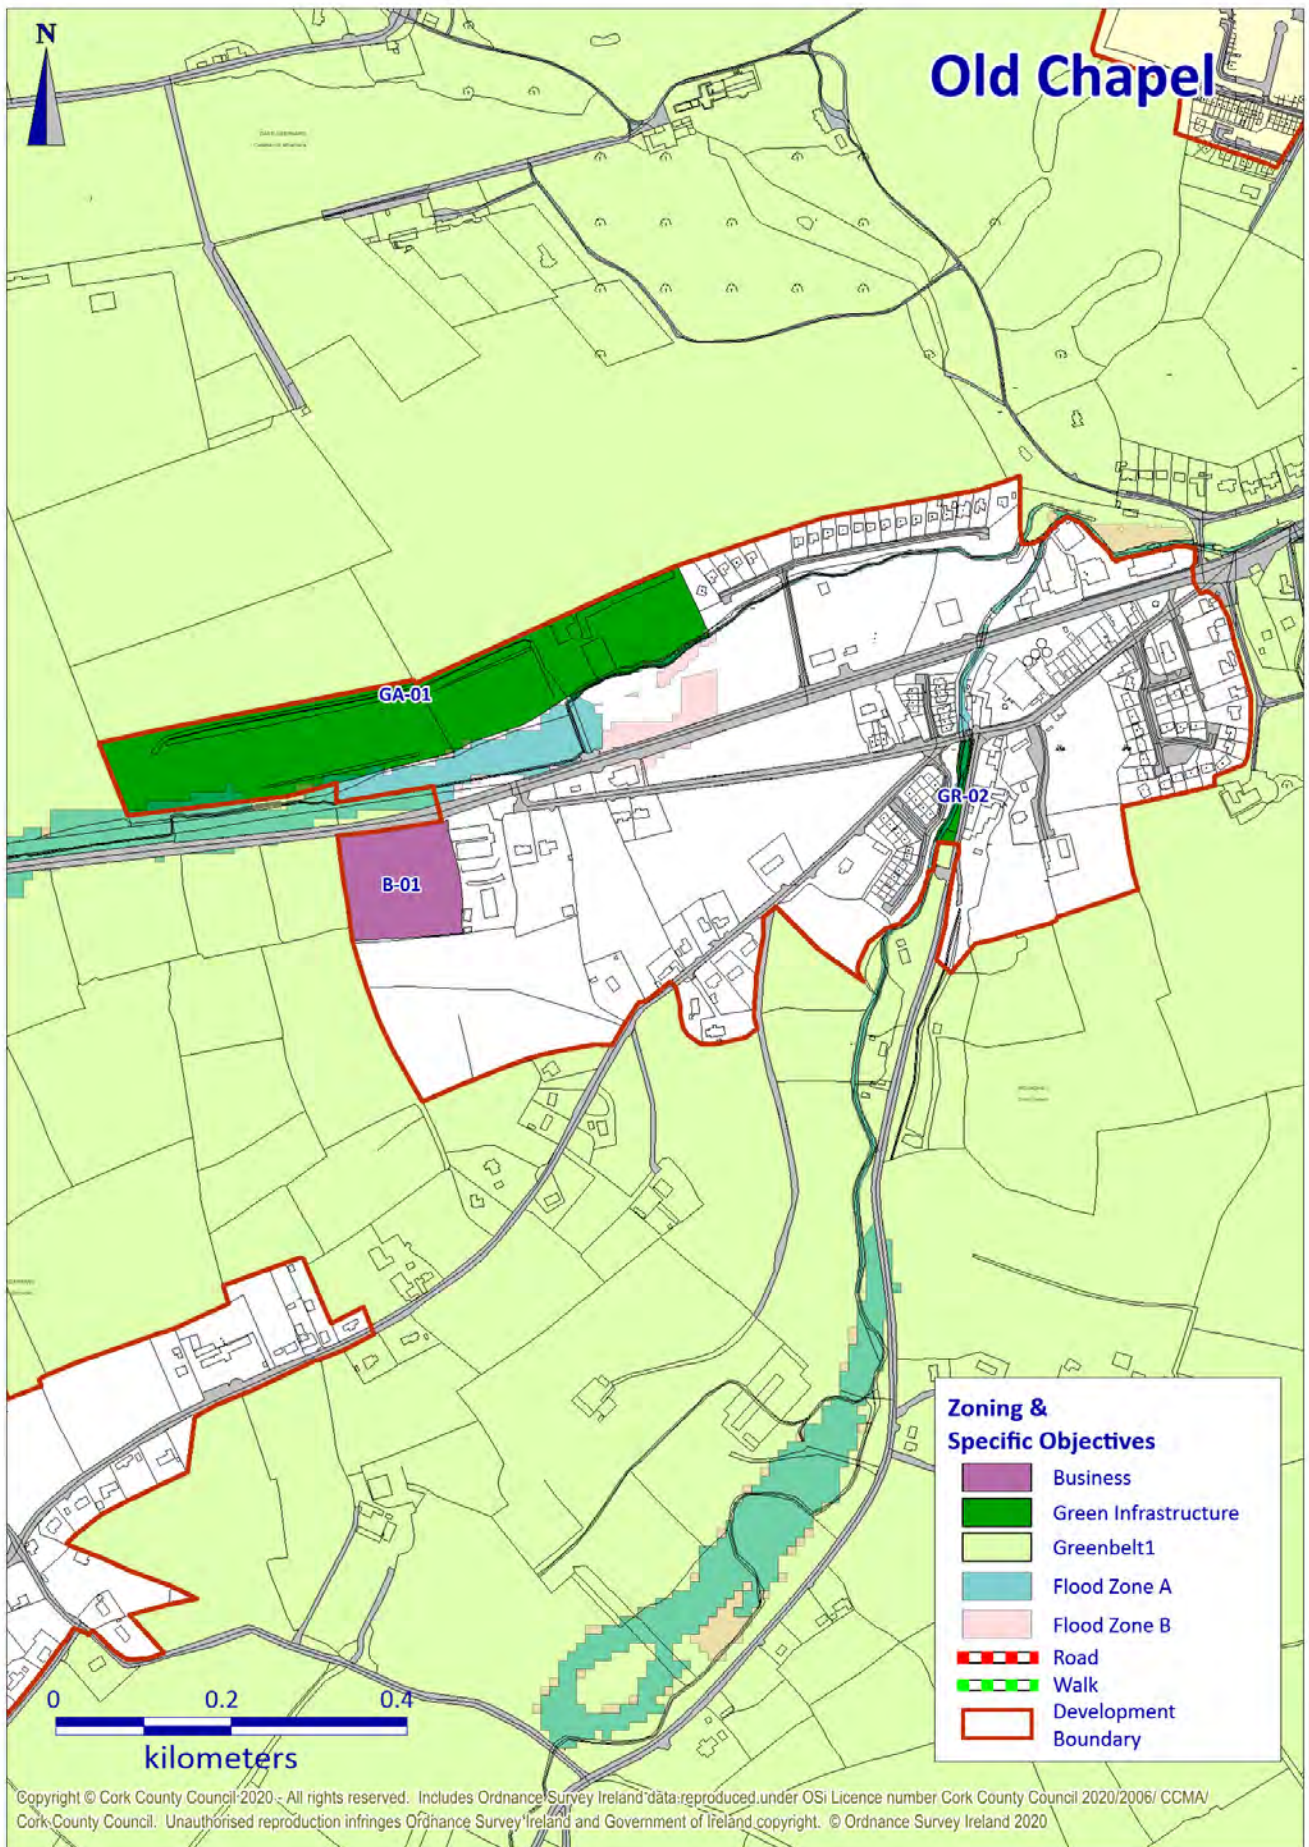 N
Old Chapel
GA-01
GR-02
B-01
Zoning &
Specific Objectives
Business
Green Infrastructure
Greenbelt1
Flood Zone A
Flood Zone B
Road
Walk
Development
Boundary
0 0.2 0.4
kilometers
Copyright © Cork County Council 2020 - All rights reserved. Includes Ordnance Survey Ireland data reproduced under OSi Licence number Cork County Council 2020/2006/ CCMA/
Cork County Council. Unauthorised reproduction infringes Ordnance Survey Ireland and Government of Ireland copyright. © Ordnance Survey Ireland 2020